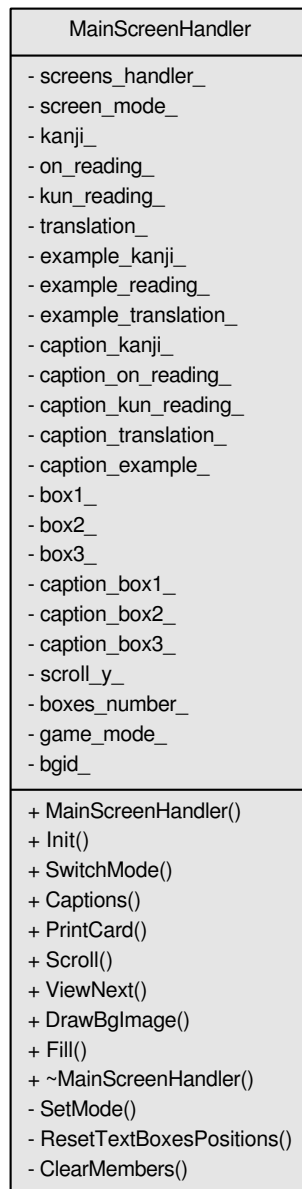 MainScreenHandler
- screens_handler_
- screen_mode_
- kanji_
- on_reading_
- kun_reading_
- translation_
- example_kanji_
- example_reading_
- example_translation_
- caption_kanji_
- caption_on_reading_
- caption_kun_reading_
- caption_translation_
- caption_example_
- box1_
- box2_
- box3_
- caption_box1_
- caption_box2_
- caption_box3_
- scroll_y_
- boxes_number_
- game_mode_
- bgid_
+ MainScreenHandler()
+ Init()
+ SwitchMode()
+ Captions()
+ PrintCard()
+ Scroll()
+ ViewNext()
+ DrawBgImage()
+ Fill()
+ ~MainScreenHandler()
- SetMode()
- ResetTextBoxesPositions()
- ClearMembers()